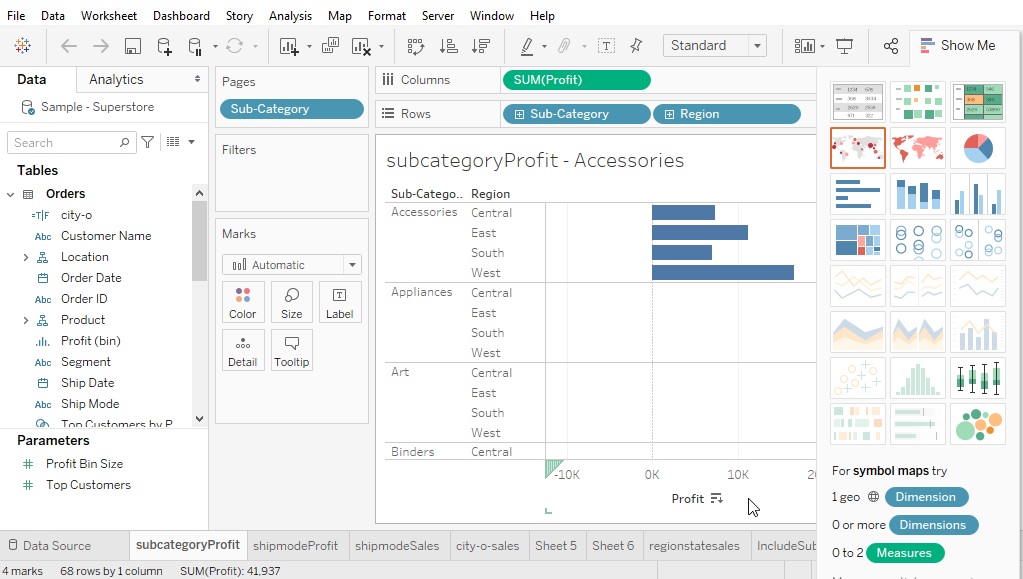 File Data Worksheet Dashboard Story Analysis Map Format Server Window Help
Standard
Show Me
Data Analytics
Sample - Superstore
Search
Tables
Orders
city-o
Customer Name
Location
Order Date
Order ID
Product
Profit (bin)
Segment
Ship Date
Ship Mode
Top Customers by P
Parameters
Profit Bin Size
Top Customers
Pages
Sub-Category
Filters
Marks
Automatic
Color Size Label
Detail Tooltip
Columns SUM(Profit)
Rows Sub-Category Region
subcategoryProfit - Accessories
Sub-Catego.. Region
Accessories Central
East
South
West
Appliances Central
East
South
West
Art Central
East
South
West
Binders Central
-10K 0K 10K 20
Profit
For symbol maps try
1 geo Dimension
0 or more Dimensions
0 to 2 Measures
Data Source subcategoryProfit shipmodeProfit shipmodeSales city-o-sales Sheet 5 Sheet 6 regionstatesales IncludeSub
4 marks 68 rows by 1 column SUM(Profit): 41,937